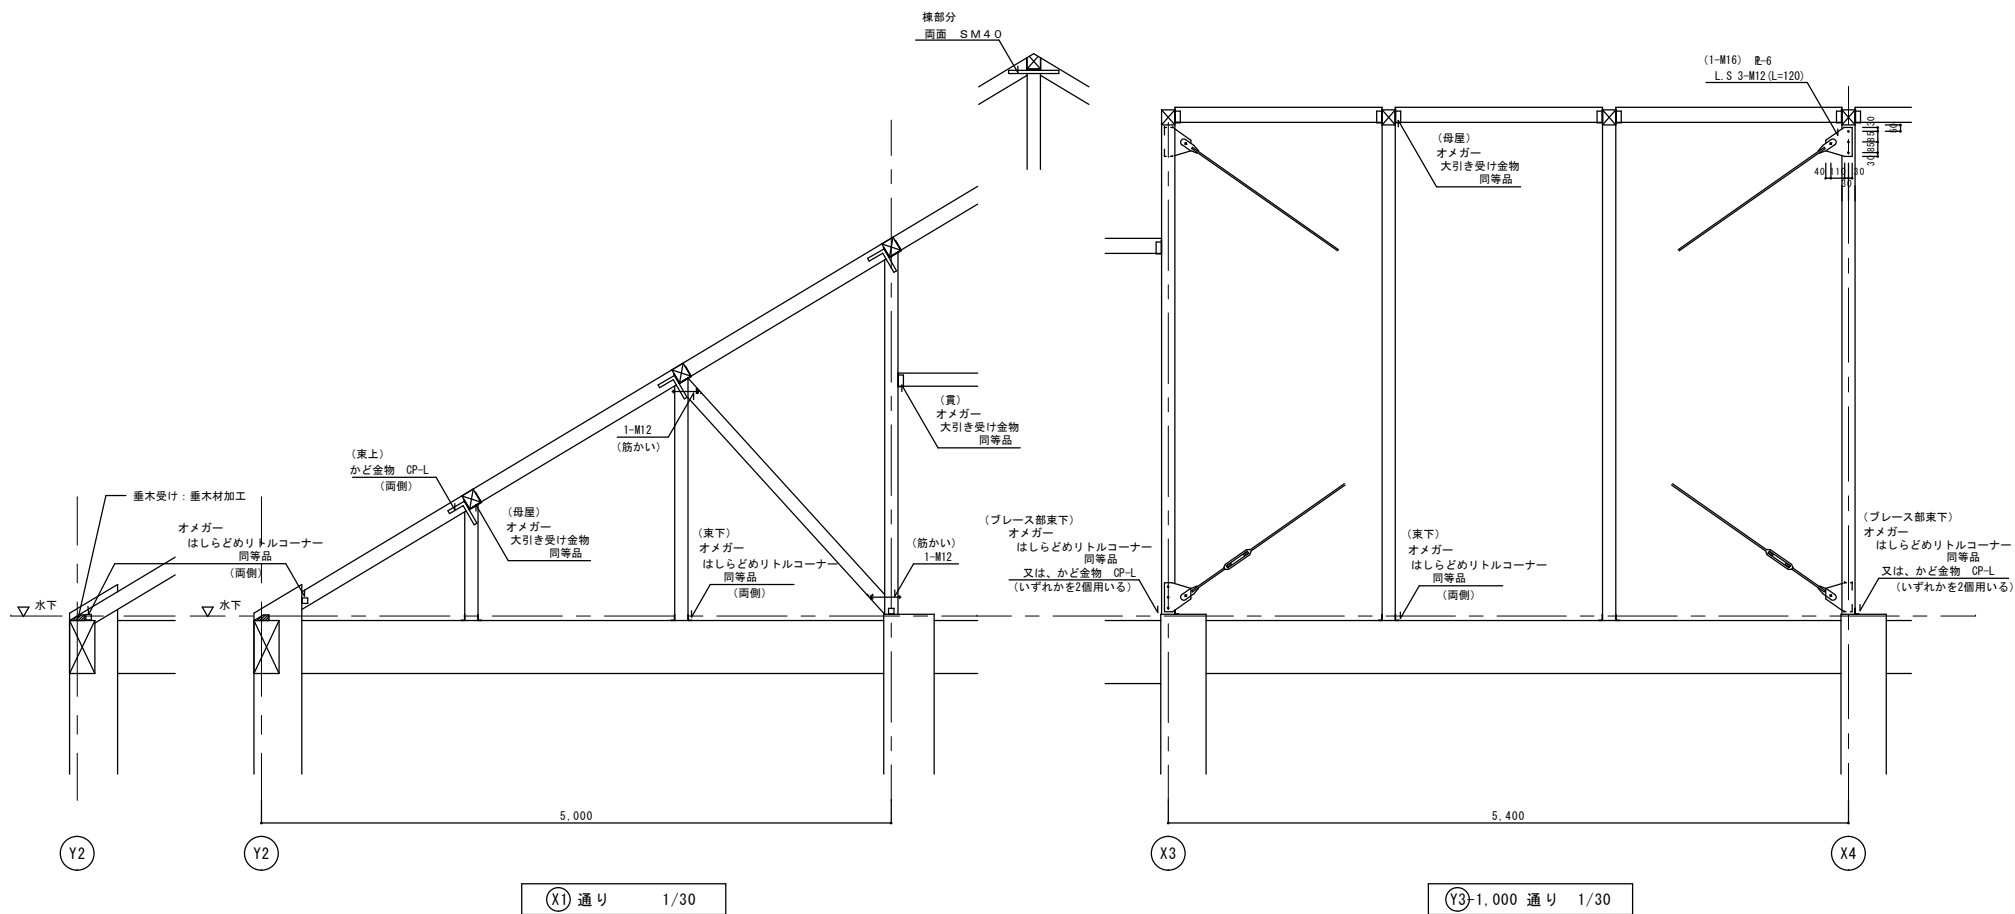 棟部分
両面 SM40
(1-M16) PL-6
L.S 3-M12(L=120)
30
85
85
30
50
40
110
30
30
(母屋)
オメガー
大引き受け金物
同等品
(貫)
オメガー
大引き受け金物
同等品
1-M12
(筋かい)
(束上)
かど金物 CP-L
(両側)
垂木受け:垂木材加工
オメガー
はしらどめリトルコーナー
同等品
(両側)
(母屋)
オメガー
大引き受け金物
同等品
(束下)
オメガー
はしらどめリトルコーナー
同等品
(両側)
(筋かい)
1-M12
(ブレース部束下)
オメガー
はしらどめリトルコーナー
同等品
又は、かど金物 CP-L
(いずれかを2個用いる)
(束下)
オメガー
はしらどめリトルコーナー
同等品
(両側)
(ブレース部束下)
オメガー
はしらどめリトルコーナー
同等品
又は、かど金物 CP-L
(いずれかを2個用いる)
水下
水下
5,000
5,400
Y2
Y2
X3
X4
X1 通り 1/30
Y3-1,000 通り 1/30